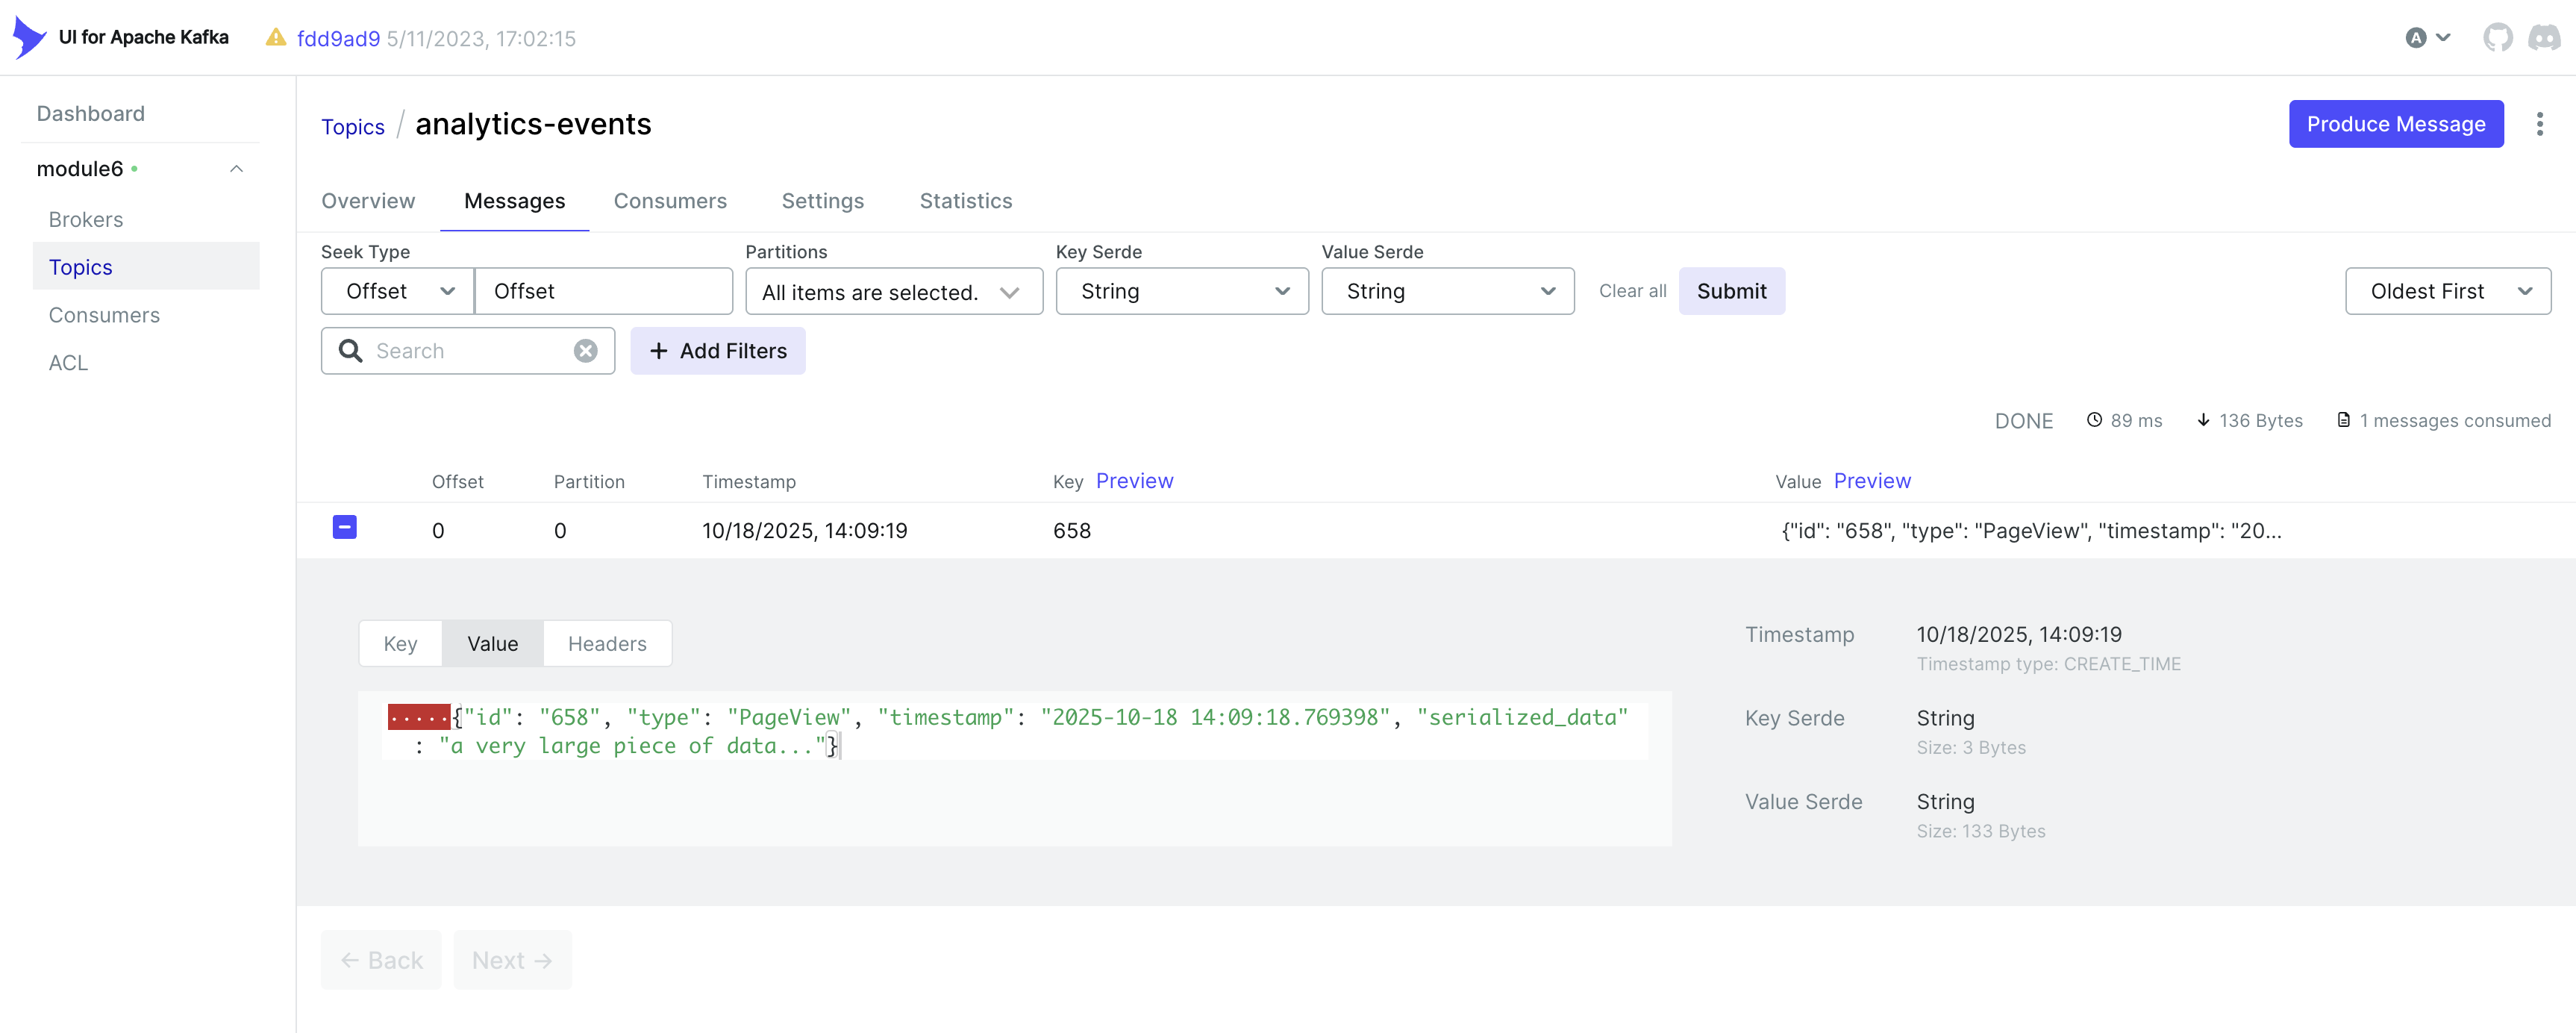 UI for Apache Kafka fdd9ad9 5/11/2023, 17:02:15 A
Dashboard
module6
Brokers
Topics
Consumers
ACL
Topics / analytics-events
Produce Message
Overview Messages Consumers Settings Statistics
Seek Type Partitions Key Serde Value Serde
Offset Offset All items are selected. String String Clear all Submit Oldest First
Search + Add Filters
DONE 89 ms 136 Bytes 1 messages consumed
Offset Partition Timestamp Key Preview Value Preview
0 0 10/18/2025, 14:09:19 658 {"id": "658", "type": "PageView", "timestamp": "20...
Key Value Headers
·····{"id": "658", "type": "PageView", "timestamp": "2025-10-18 14:09:18.769398", "serialized_data"
: "a very large piece of data..."}
Timestamp 10/18/2025, 14:09:19
Timestamp type: CREATE_TIME
Key Serde String
Size: 3 Bytes
Value Serde String
Size: 133 Bytes
← Back Next →